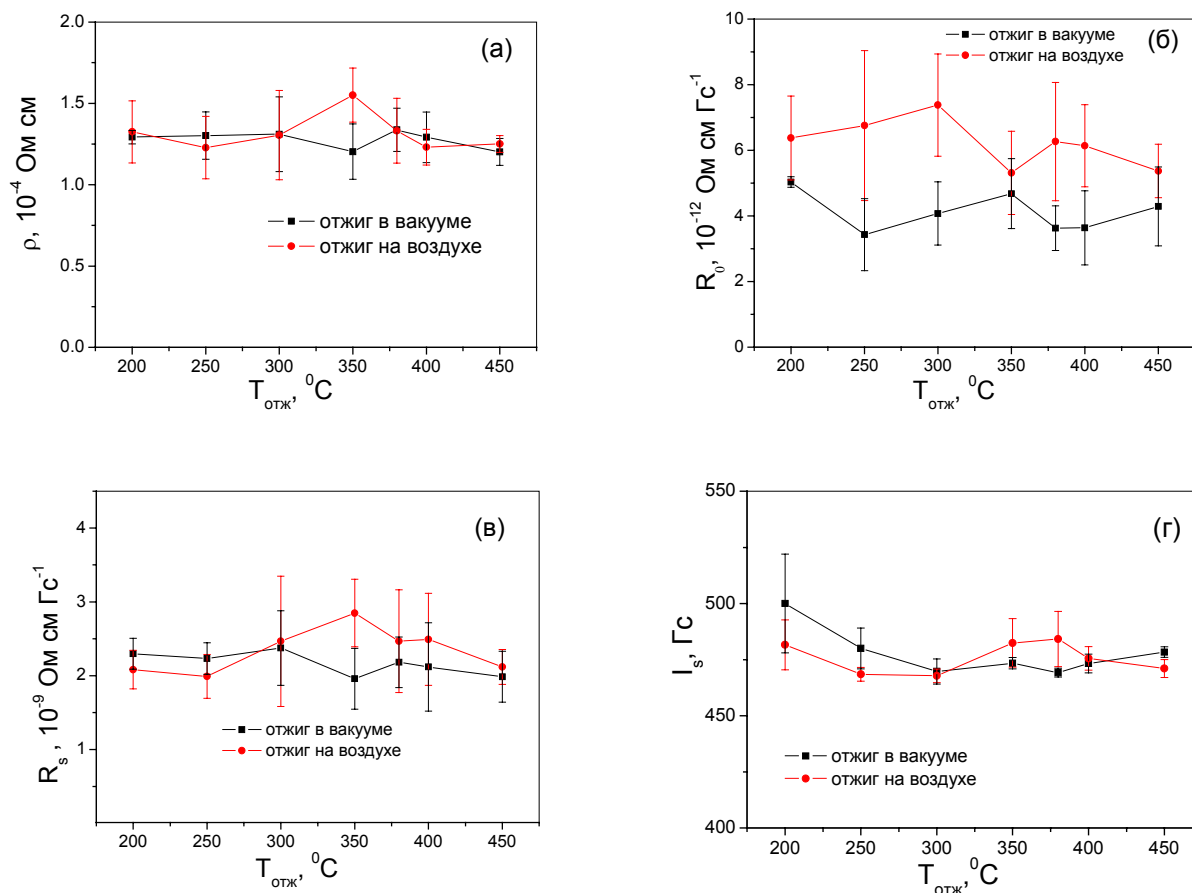 (а)
2.0
1.5
1.0
0.5
0.0
ρ, 10⁻⁴ Ом см
отжиг в вакууме
отжиг на воздухе
200 250 300 350 400 450
Tотж, ⁰C
(б)
отжиг в вакууме
отжиг на воздухе
10
8
6
4
2
0
R₀, 10⁻¹² Ом см Гс⁻¹
200 250 300 350 400 450
Tотж, ⁰C
(в)
4
3
2
1
Rs, 10⁻⁹ Ом см Гс⁻¹
отжиг в вакууме
отжиг на воздухе
200 250 300 350 400 450
Tотж, ⁰C
(г)
550
500
450
400
Is, Гс
отжиг в вакууме
отжиг на воздухе
200 250 300 350 400 450
Tотж, ⁰C